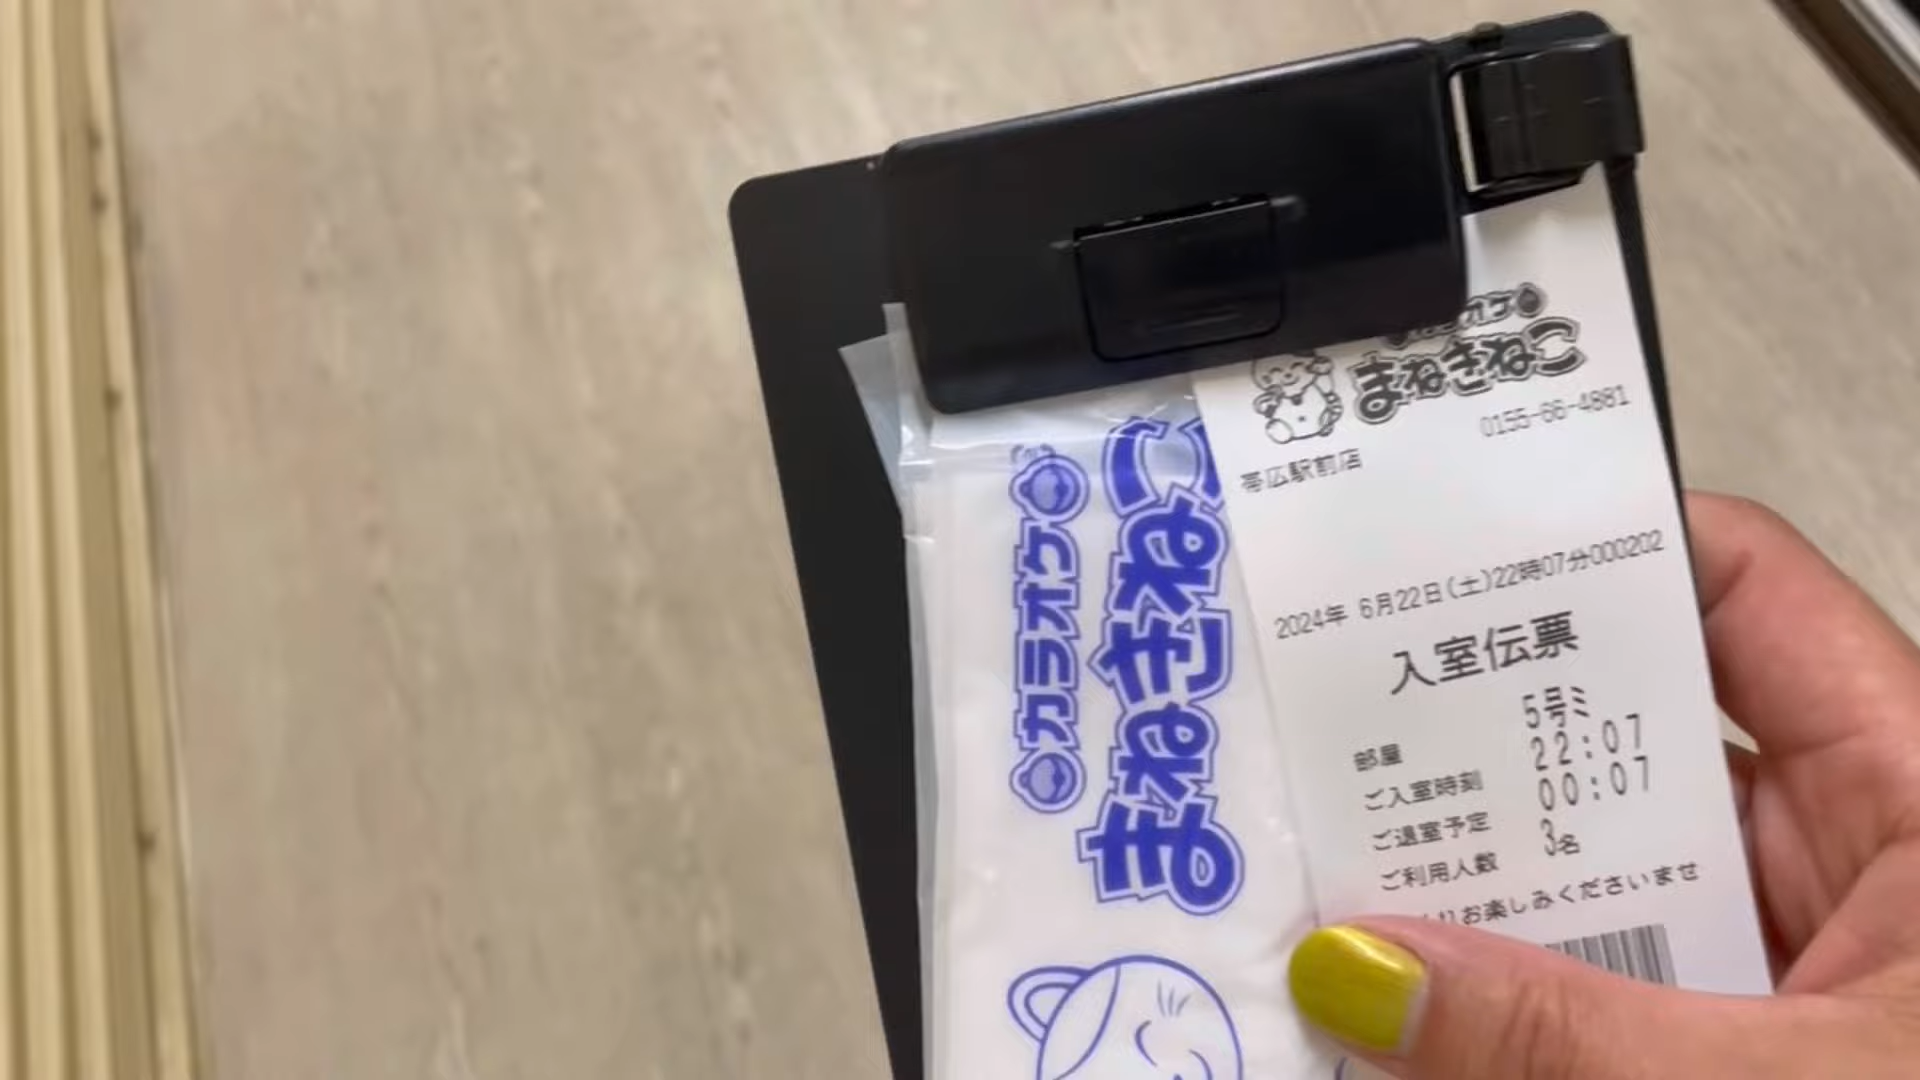 カラオケ
まねきねこ
まねきねこ
0155-66-4881
帯広駅前店
2024年 6月22日(土)22時07分000202
入室伝票
部屋 5号ミ
ご入室時刻 22:07
ご退室予定 00:07
ご利用人数 3名
お楽しみくださいませ